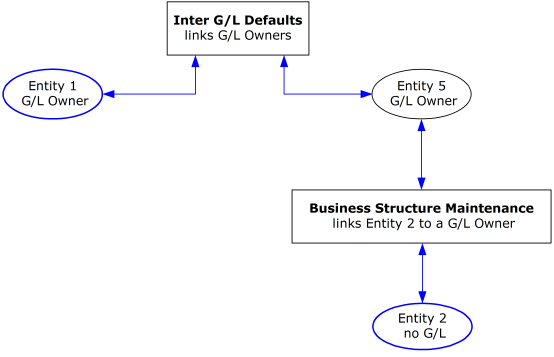 Inter G/L Defaults
links G/L Owners
Entity 1
G/L Owner
Entity 5
G/L Owner
Business Structure Maintenance
links Entity 2 to a G/L Owner
Entity 2
no G/L